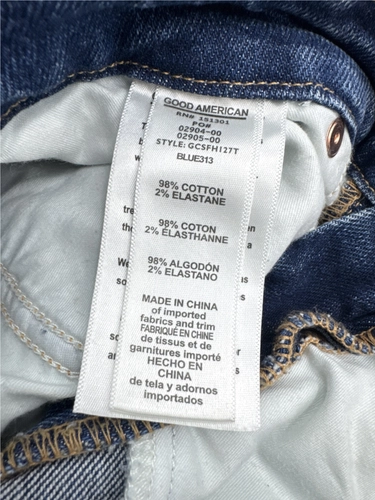 GOOD AMERICAN
RN# 151301
PO#
02904-00
02905-00
STYLE: GCSFH127T
BLUE313
98% COTTON
2% ELASTANE
98% COTON
2% ELASTHANNE
98% ALGODÓN
2% ELASTANO
MADE IN CHINA
of imported
fabrics and trim
FABRIQUÉ EN CHINE
de tissus et de
garnitures importé
HECHO EN
CHINA
de tela y adornos
importados